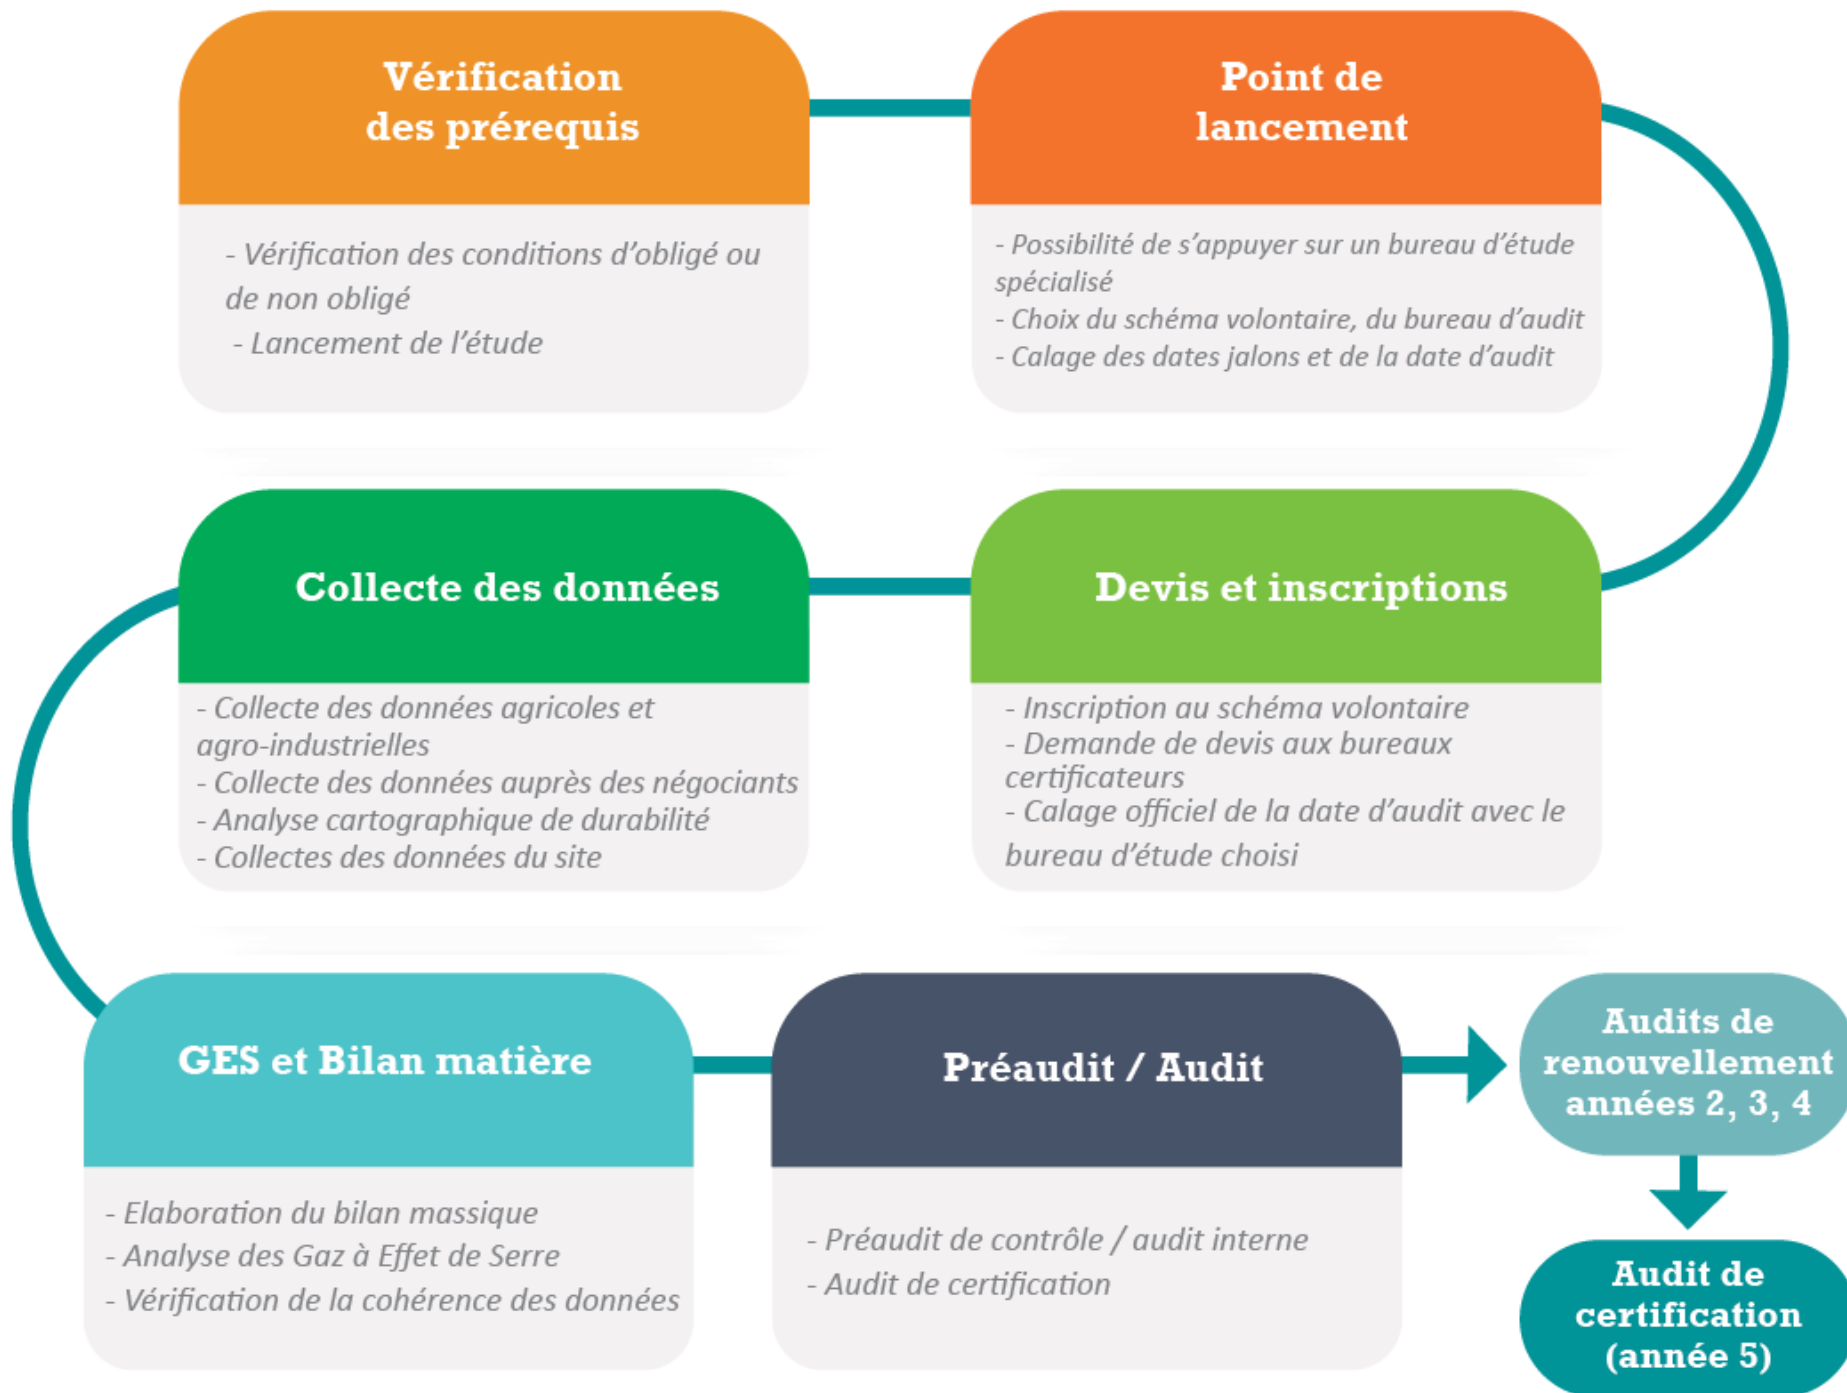 Vérification
des prérequis
- Vérification des conditions d'obligé ou
de non obligé
- Lancement de l'étude
Point de
lancement
- Possibilité de s'appuyer sur un bureau d'étude
spécialisé
- Choix du schéma volontaire, du bureau d'audit
- Calage des dates jalons et de la date d'audit
Devis et inscriptions
- Inscription au schéma volontaire
- Demande de devis aux bureaux
certificateurs
- Calage officiel de la date d'audit avec le
bureau d'étude choisi
Collecte des données
- Collecte des données agricoles et
agro-industrielles
- Collecte des données auprès des négociants
- Analyse cartographique de durabilité
- Collectes des données du site
GES et Bilan matière
- Elaboration du bilan massique
- Analyse des Gaz à Effet de Serre
- Vérification de la cohérence des données
Préaudit / Audit
- Préaudit de contrôle / audit interne
- Audit de certification
Audits de
renouvellement
années 2, 3, 4
Audit de
certification
(année 5)